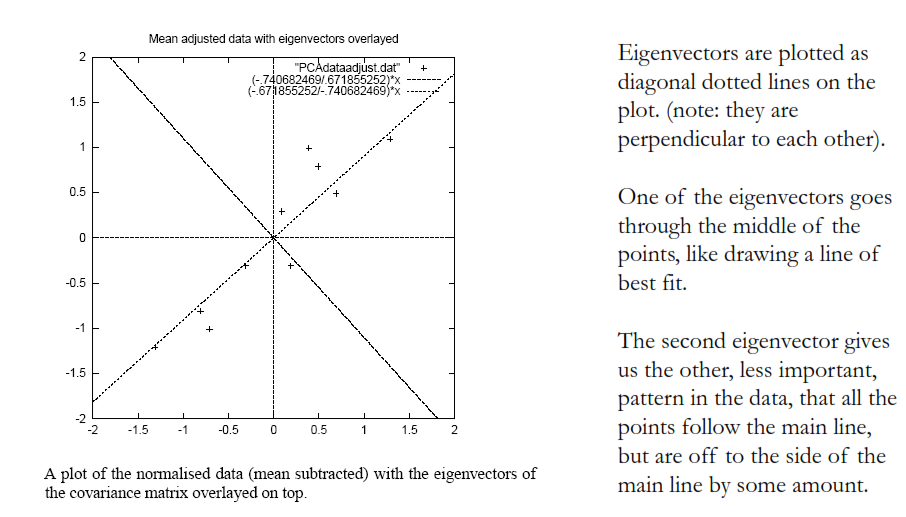 Mean adjusted data with eigenvectors overlayed
"PCAdataadjust.dat"
(-.740682469/.671855252)*x
(-.671855252/-.740682469)*x
2
1.5
1
0.5
0
-0.5
-1
-1.5
-2
-2 -1.5 -1 -0.5 0 0.5 1 1.5 2
A plot of the normalised data (mean subtracted) with the eigenvectors of
the covariance matrix overlayed on top.
Eigenvectors are plotted as
diagonal dotted lines on the
plot. (note: they are
perpendicular to each other).
One of the eigenvectors goes
through the middle of the
points, like drawing a line of
best fit.
The second eigenvector gives
us the other, less important,
pattern in the data, that all the
points follow the main line,
but are off to the side of the
main line by some amount.